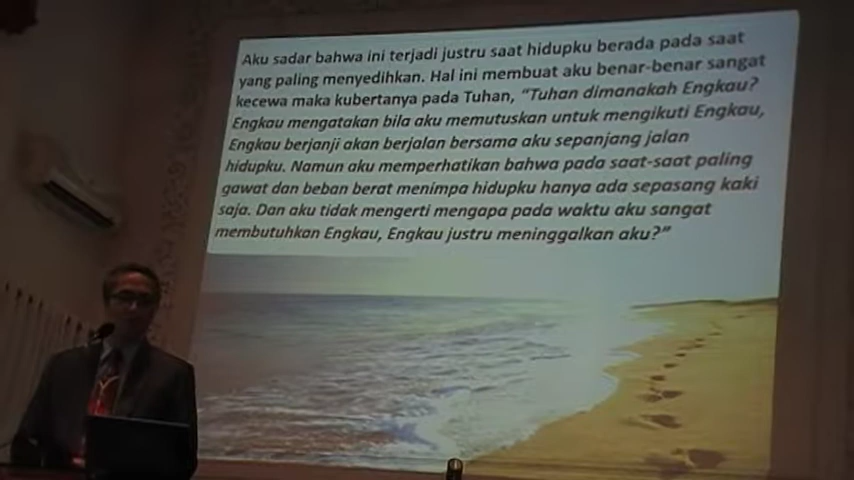 Aku sadar bahwa ini terjadi justru saat hidupku berada pada saat
yang paling menyedihkan. Hal ini membuat aku benar-benar sangat
kecewa maka kubertanya pada Tuhan, “Tuhan dimanakah Engkau?
Engkau mengatakan bila aku memutuskan untuk mengikuti Engkau,
Engkau berjanji akan berjalan bersama aku sepanjang jalan
hidupku. Namun aku memperhatikan bahwa pada saat-saat paling
gawat dan beban berat menimpa hidupku hanya ada sepasang kaki
saja. Dan aku tidak mengerti mengapa pada waktu aku sangat
membutuhkan Engkau, Engkau justru meninggalkan aku?”